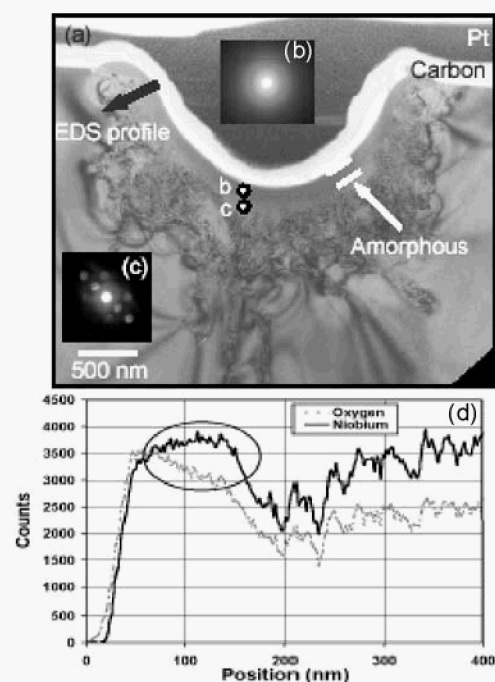 (a)
(b)
Pt
Carbon
EDS profile
b
c
Amorphous
(c)
500 nm
(d)
Oxygen
Niobium
4500
4000
3500
3000
2500
2000
1500
1000
500
0
Counts
0 100 200 300 400
Position (nm)